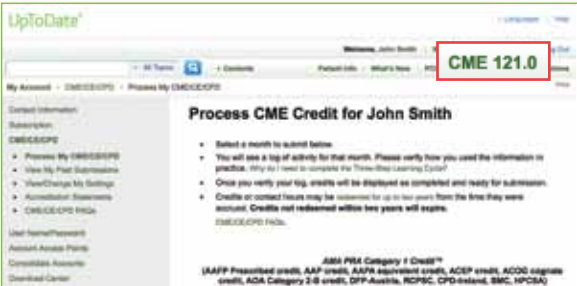 UpToDate®
Languages Help
Welcome, John Smith Log Out
All Topics Contents Patient Info What's New
CME 121.0
My Account CME/CE/CPD Process My CME/CE/CPD Print
Contact Information
Subscription
CME/CE/CPD
• Process My CME/CE/CPD
• View My Past Submissions
• View/Change My Settings
• Accreditation Statements
• CME/CE/CPD FAQs
User Name/Password
Account Access Points
Consolidate Accounts
Download Center
Process CME Credit for John Smith
• Select a month to submit below.
• You will see a log of activity for that month. Please verify how you used the information in
practice. Why do I need to complete the Three-Step Learning Cycle?
• Once you verify your log, credits will be displayed as completed and ready for submission.
• Credits or contact hours may be redeemed for up to two years from the time they were
accrued. Credits not redeemed within two years will expire.
CME/CE/CPD FAQs.
AMA PRA Category 1 Credit™
(AAFP Prescribed credit, AAP credit, AAPA equivalent credit, ACEP credit, ACOG cognate
credit, AOA Category 2-B credit, DFP-Austria, RCPSC, CPD-Ireland, SMC, HPCSA)